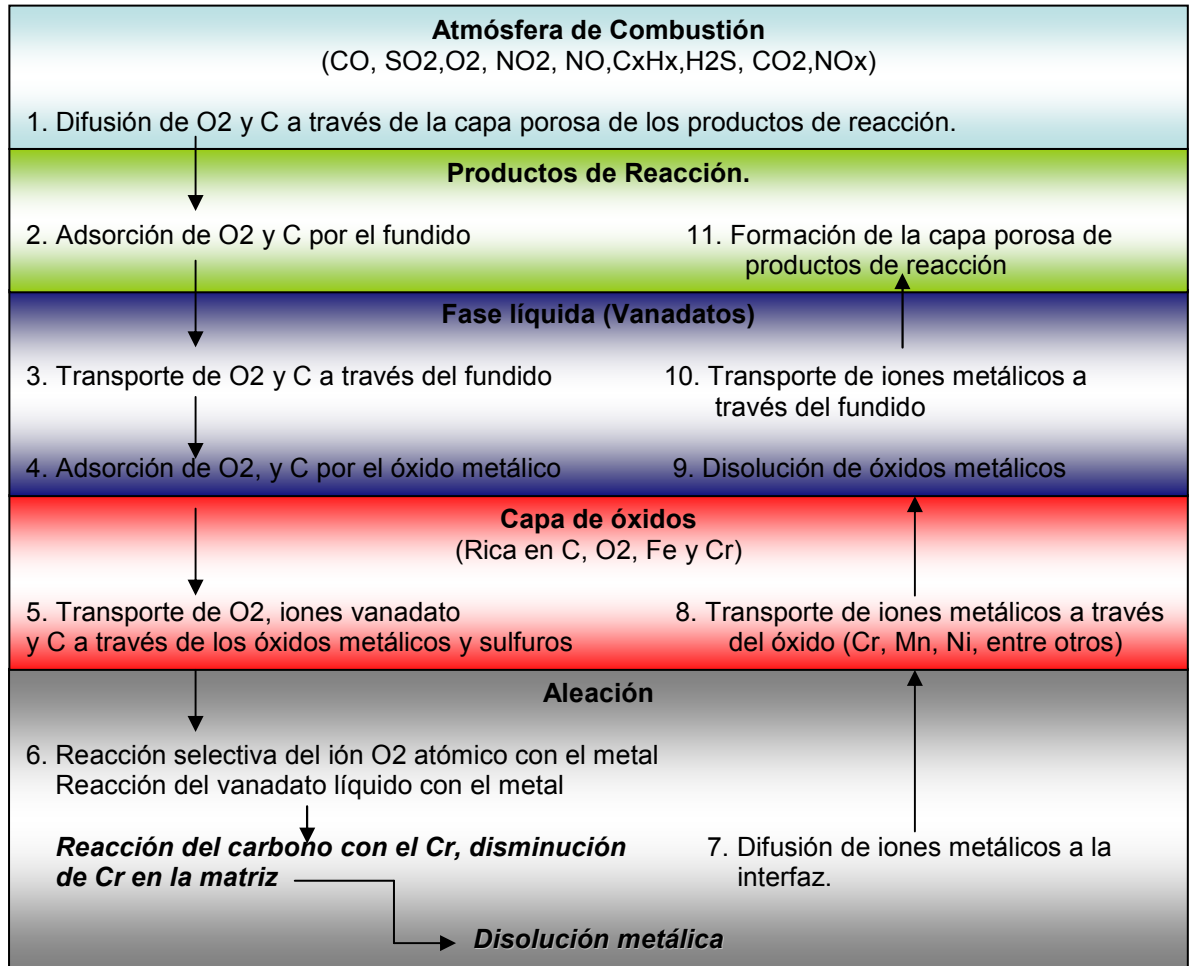 Atmósfera de Combustión
(CO, SO2,O2, NO2, NO,CxHx,H2S, CO2,NOx)
1. Difusión de O2 y C a través de la capa porosa de los productos de reacción.
Productos de Reacción.
2. Adsorción de O2 y C por el fundido
11. Formación de la capa porosa de
productos de reacción
Fase líquida (Vanadatos)
3. Transporte de O2 y C a través del fundido
10. Transporte de iones metálicos a
través del fundido
4. Adsorción de O2, y C por el óxido metálico
9. Disolución de óxidos metálicos
Capa de óxidos
(Rica en C, O2, Fe y Cr)
5. Transporte de O2, iones vanadato
y C a través de los óxidos metálicos y sulfuros
8. Transporte de iones metálicos a través
del óxido (Cr, Mn, Ni, entre otros)
Aleación
6. Reacción selectiva del ión O2 atómico con el metal
Reacción del vanadato líquido con el metal
Reacción del carbono con el Cr, disminución
de Cr en la matriz
7. Difusión de iones metálicos a la
interfaz.
Disolución metálica